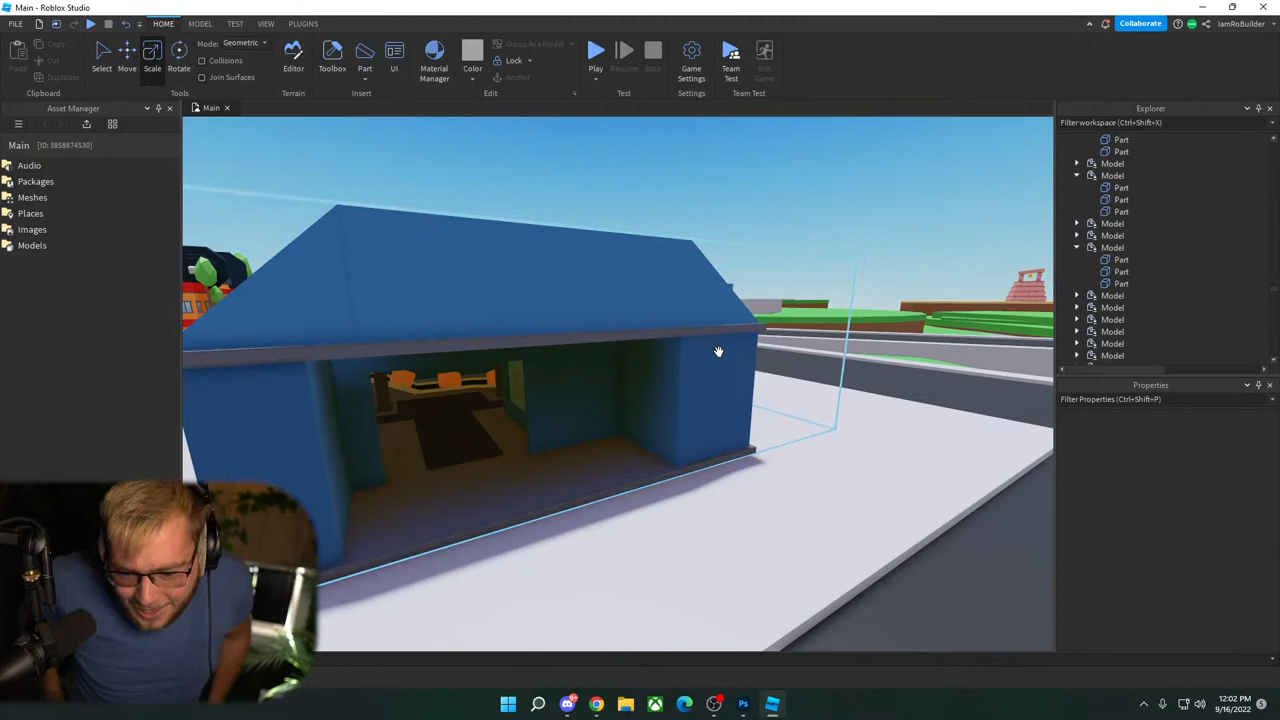 Main - Roblox Studio
FILE
HOME
MODEL
TEST
VIEW
PLUGINS
Collaborate
IamRoBuilder
Paste
Copy
Cut
Duplicate
Select
Move
Scale
Rotate
Mode: Geometric
Collisions
Join Surfaces
Editor
Toolbox
Part
UI
Material
Manager
Color
Group As a Model
Lock
Anchor
Play
Resume
Stop
Game
Settings
Team
Test
Exit
Game
Clipboard
Tools
Terrain
Insert
Edit
Test
Settings
Team Test
Asset Manager
Main
Explorer
Filter workspace (Ctrl+Shift+X)
Main [ID: 3858874530]
Audio
Packages
Meshes
Places
Images
Models
Part
Part
Model
Model
Part
Part
Part
Model
Model
Model
Part
Part
Part
Model
Model
Model
Model
Model
Model
Properties
Filter Properties (Ctrl+Shift+P)
12:02 PM
9/16/2022